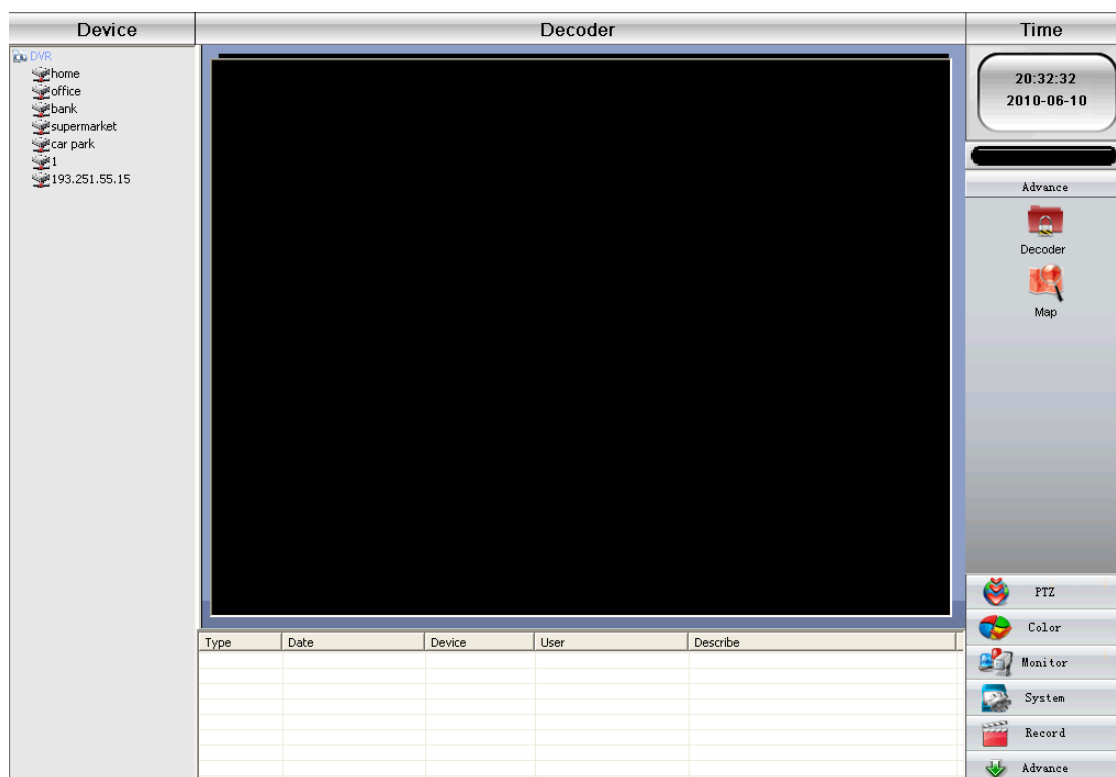 Device
Decoder
Time
DVR
home
office
bank
supermarket
car park
1
193.251.55.15
20:32:32
2010-06-10
Advance
Decoder
Map
PTZ
Color
Monitor
System
Record
Advance
Type Date Device User Describe